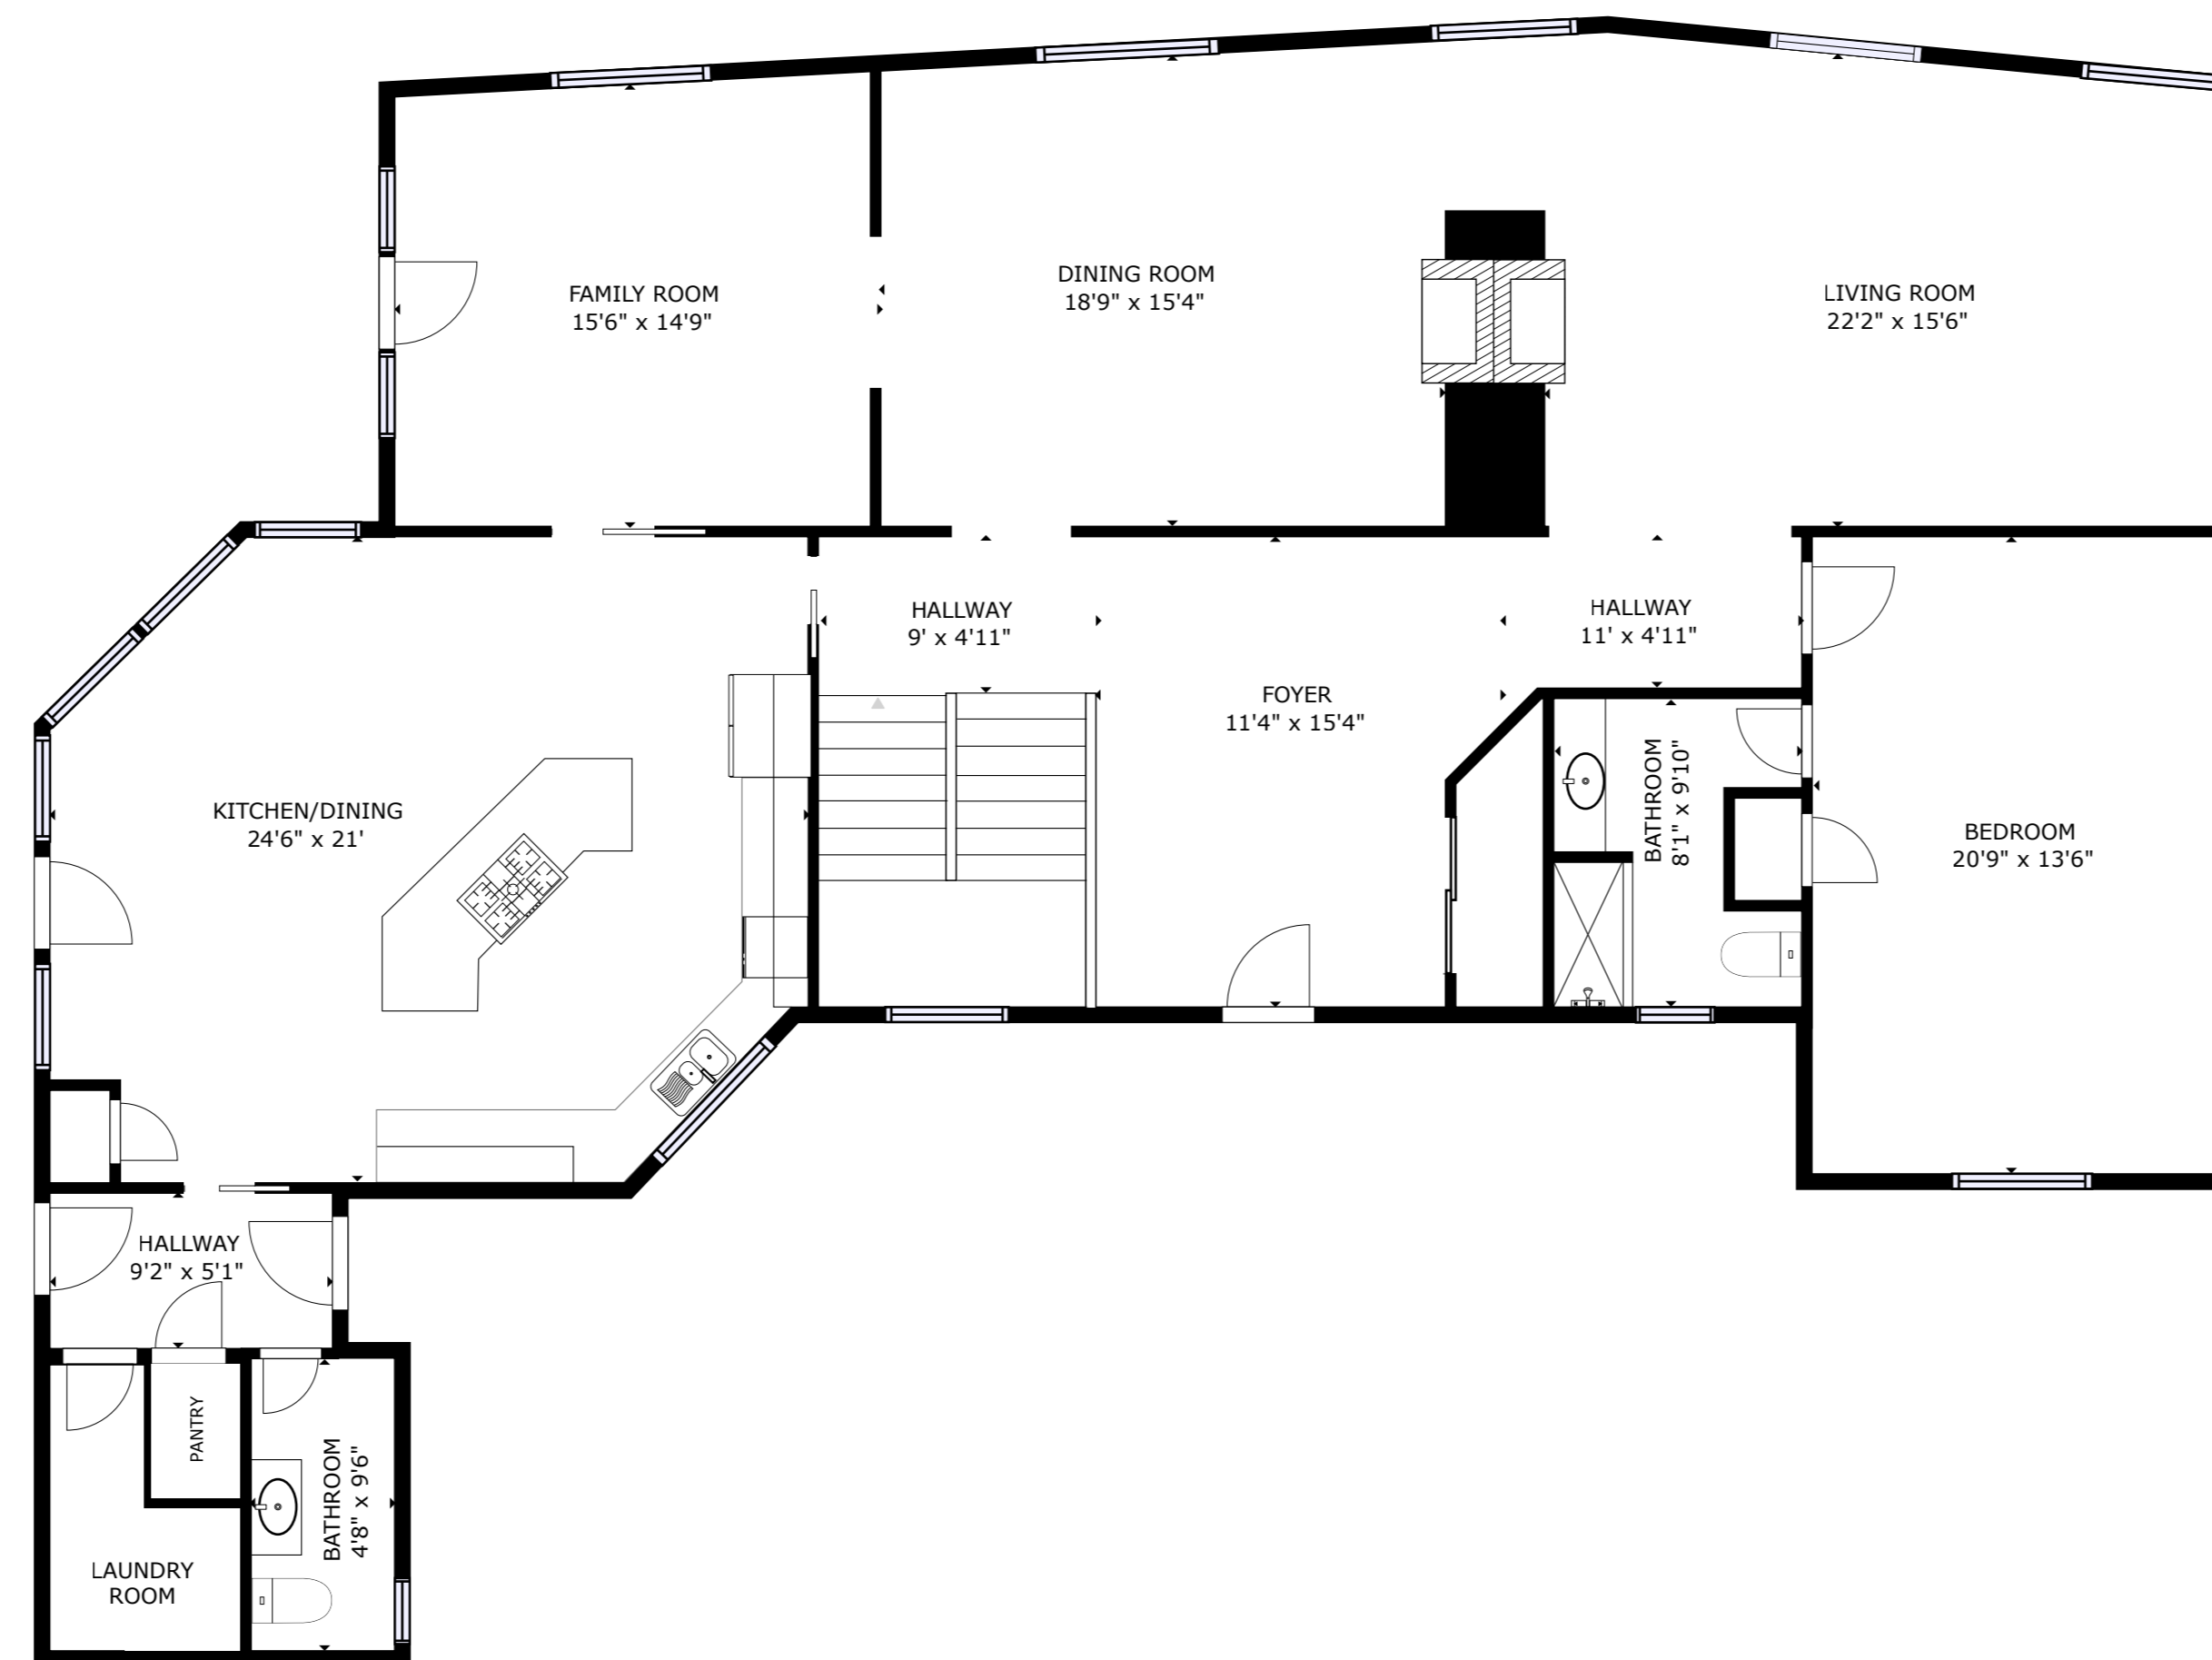 FAMILY ROOM
15'6" x 14'9"
DINING ROOM
18'9" x 15'4"
LIVING ROOM
22'2" x 15'6"
HALLWAY
9' x 4'11"
HALLWAY
11' x 4'11"
FOYER
11'4" x 15'4"
KITCHEN/DINING
24'6" x 21'
BATHROOM
8'1" x 9'10"
BEDROOM
20'9" x 13'6"
HALLWAY
9'2" x 5'1"
PANTRY
BATHROOM
4'8" x 9'6"
LAUNDRY
ROOM